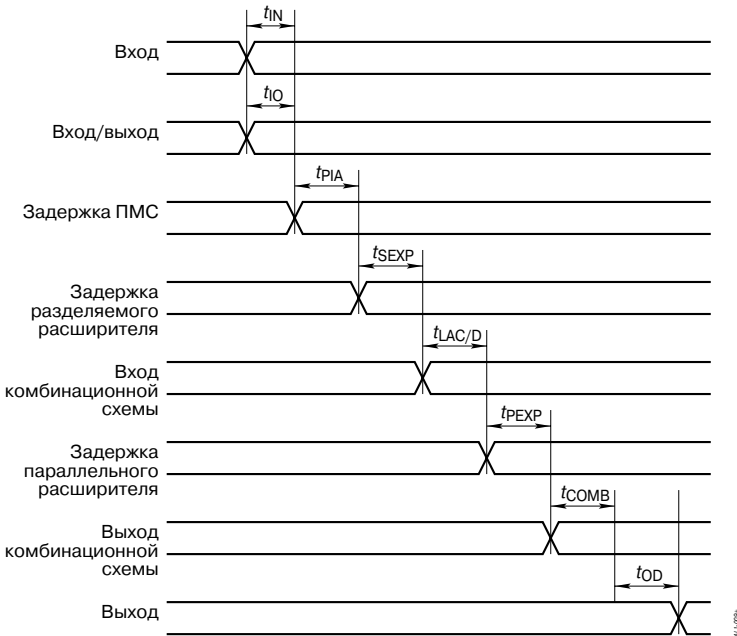 tIN
Вход
tIO
Вход/выход
tPIA
Задержка ПМС
tSEXP
Задержка
разделяемого
расширителя
tLAC/D
Вход
комбинационной
схемы
tPEXP
Задержка
параллельного
расширителя
tCOMB
Выход
комбинационной
схемы
tOD
Выход